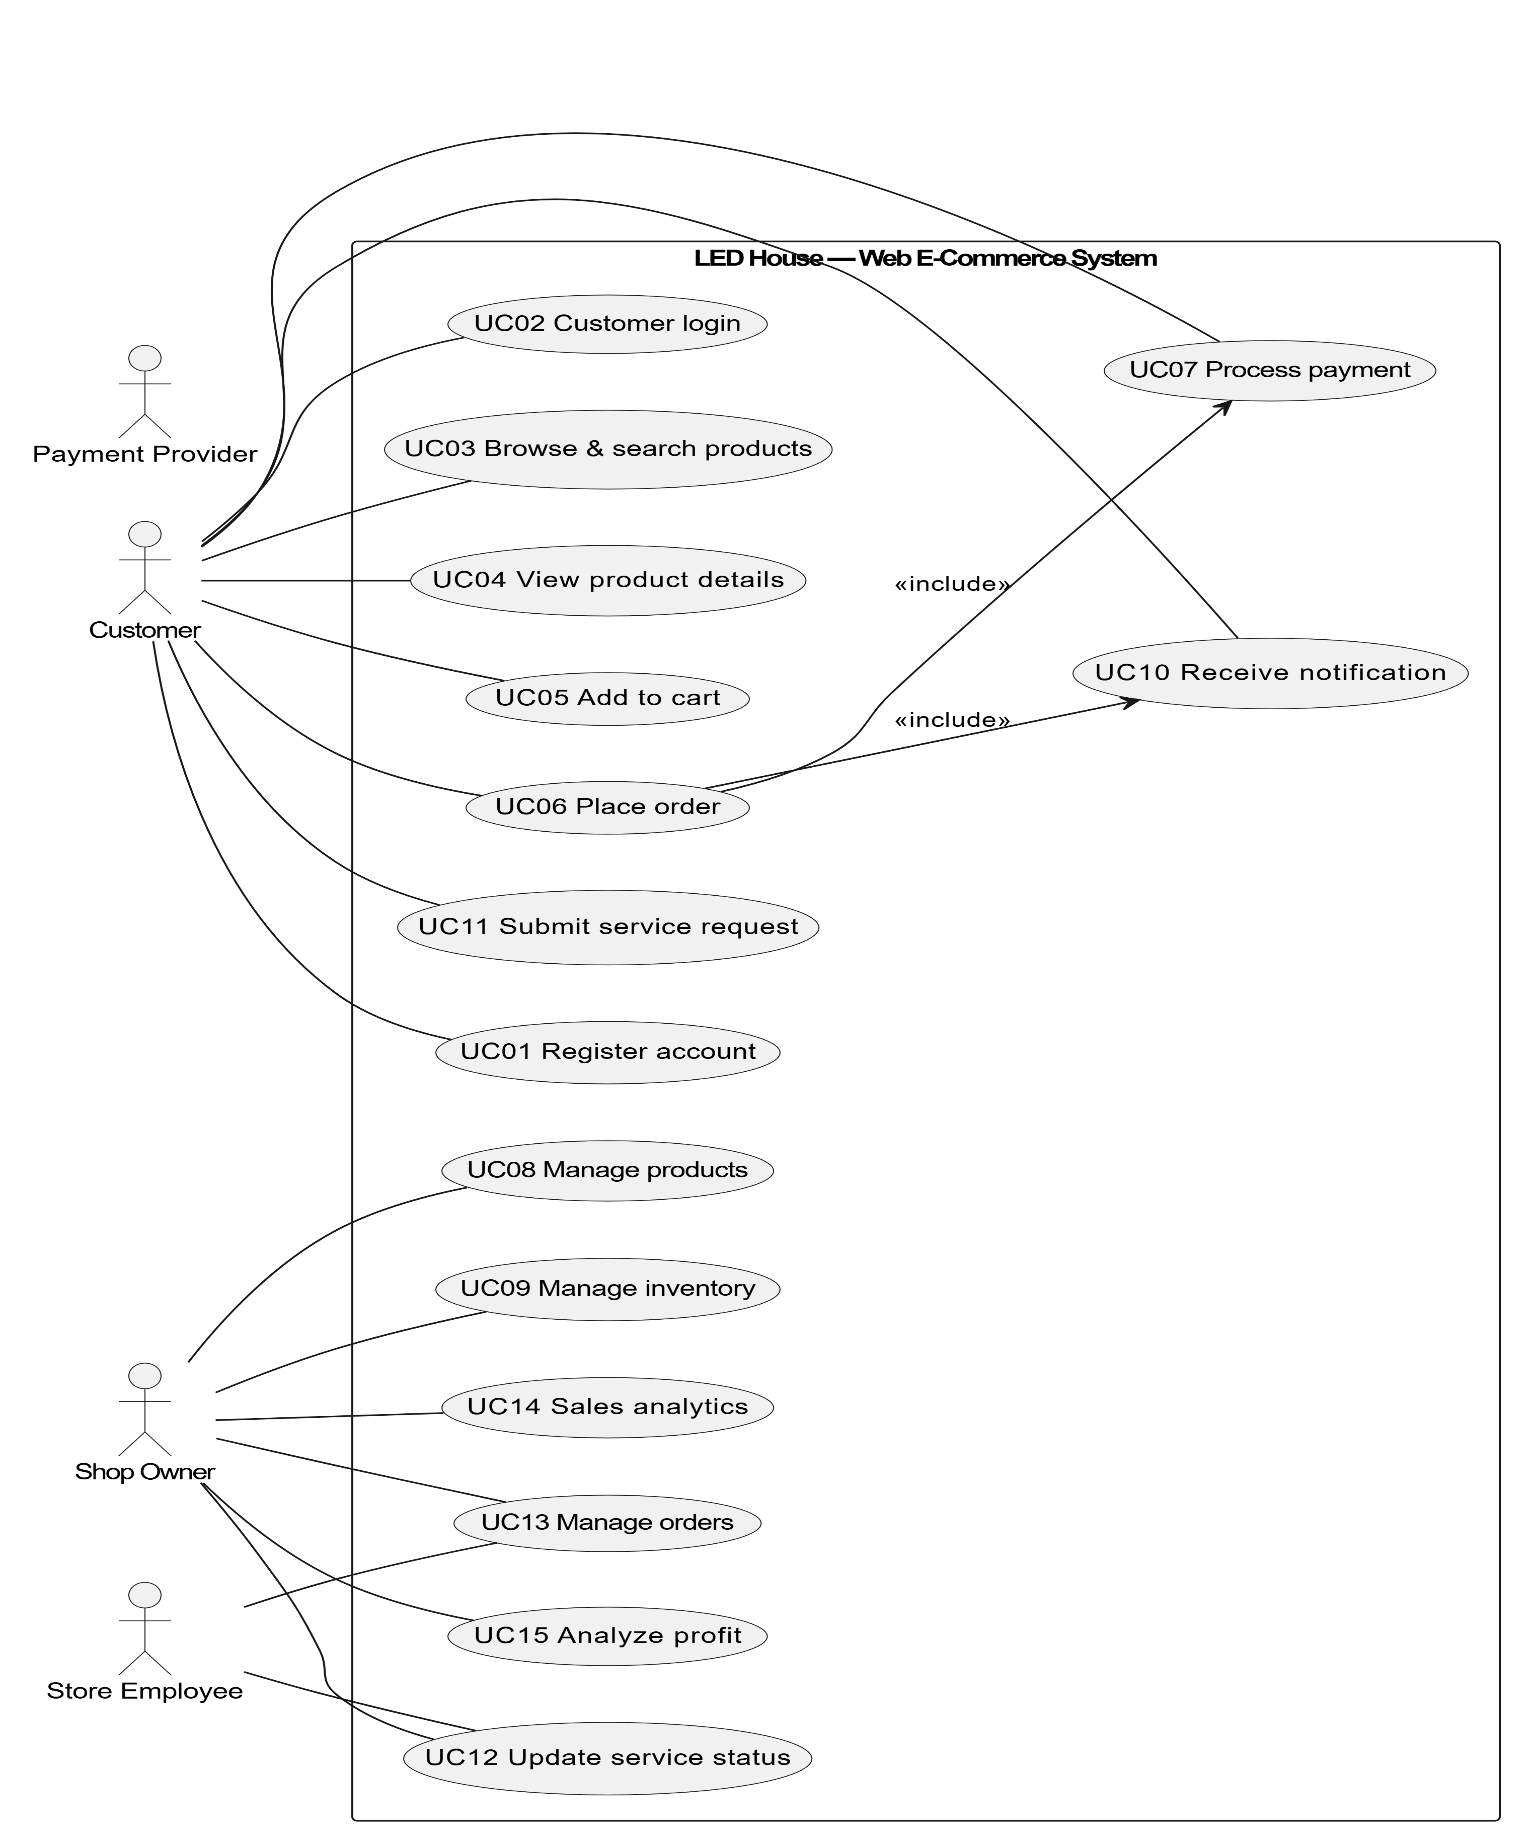 LED House — Web E-Commerce System
UC02 Customer login
UC07 Process payment
Payment Provider
UC03 Browse & search products
UC04 View product details
«include»
Customer
UC10 Receive notification
UC05 Add to cart
«include»
UC06 Place order
UC11 Submit service request
UC01 Register account
UC08 Manage products
UC09 Manage inventory
UC14 Sales analytics
Shop Owner
UC13 Manage orders
UC15 Analyze profit
Store Employee
UC12 Update service status